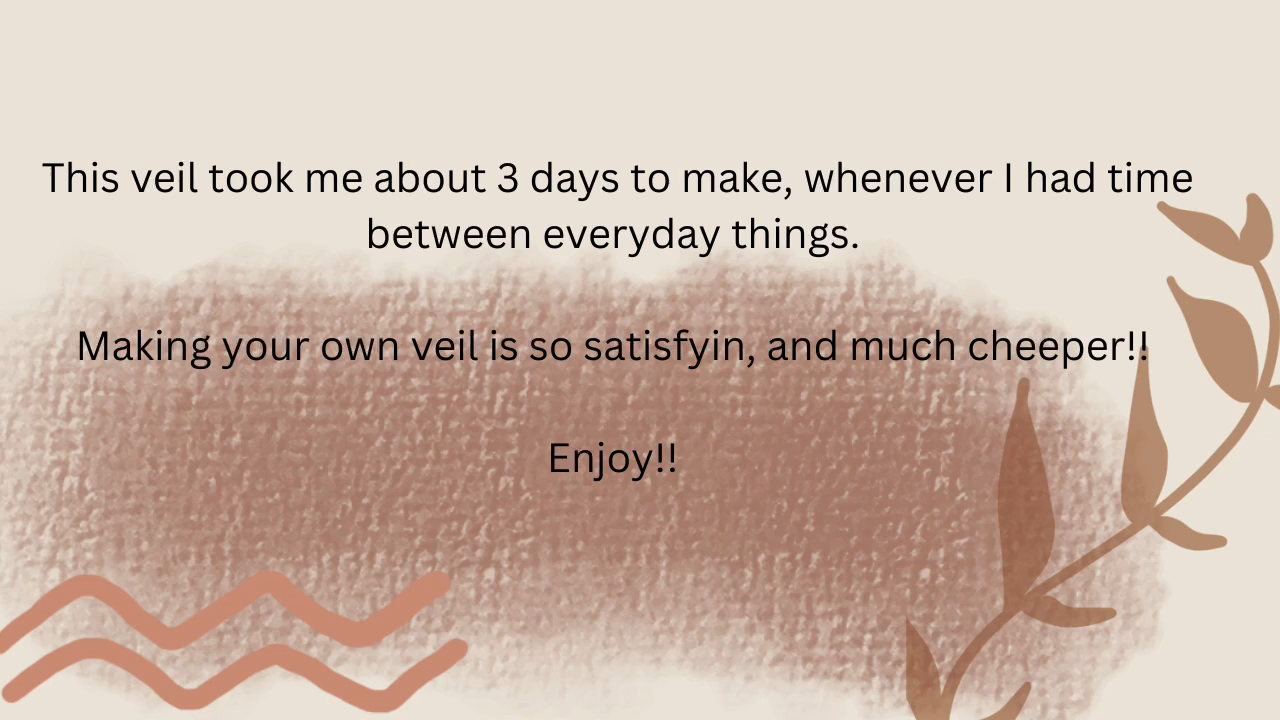 This veil took me about 3 days to make, whenever I had time
between everyday things.
Making your own veil is so satisfyin, and much cheeper!!
Enjoy!!